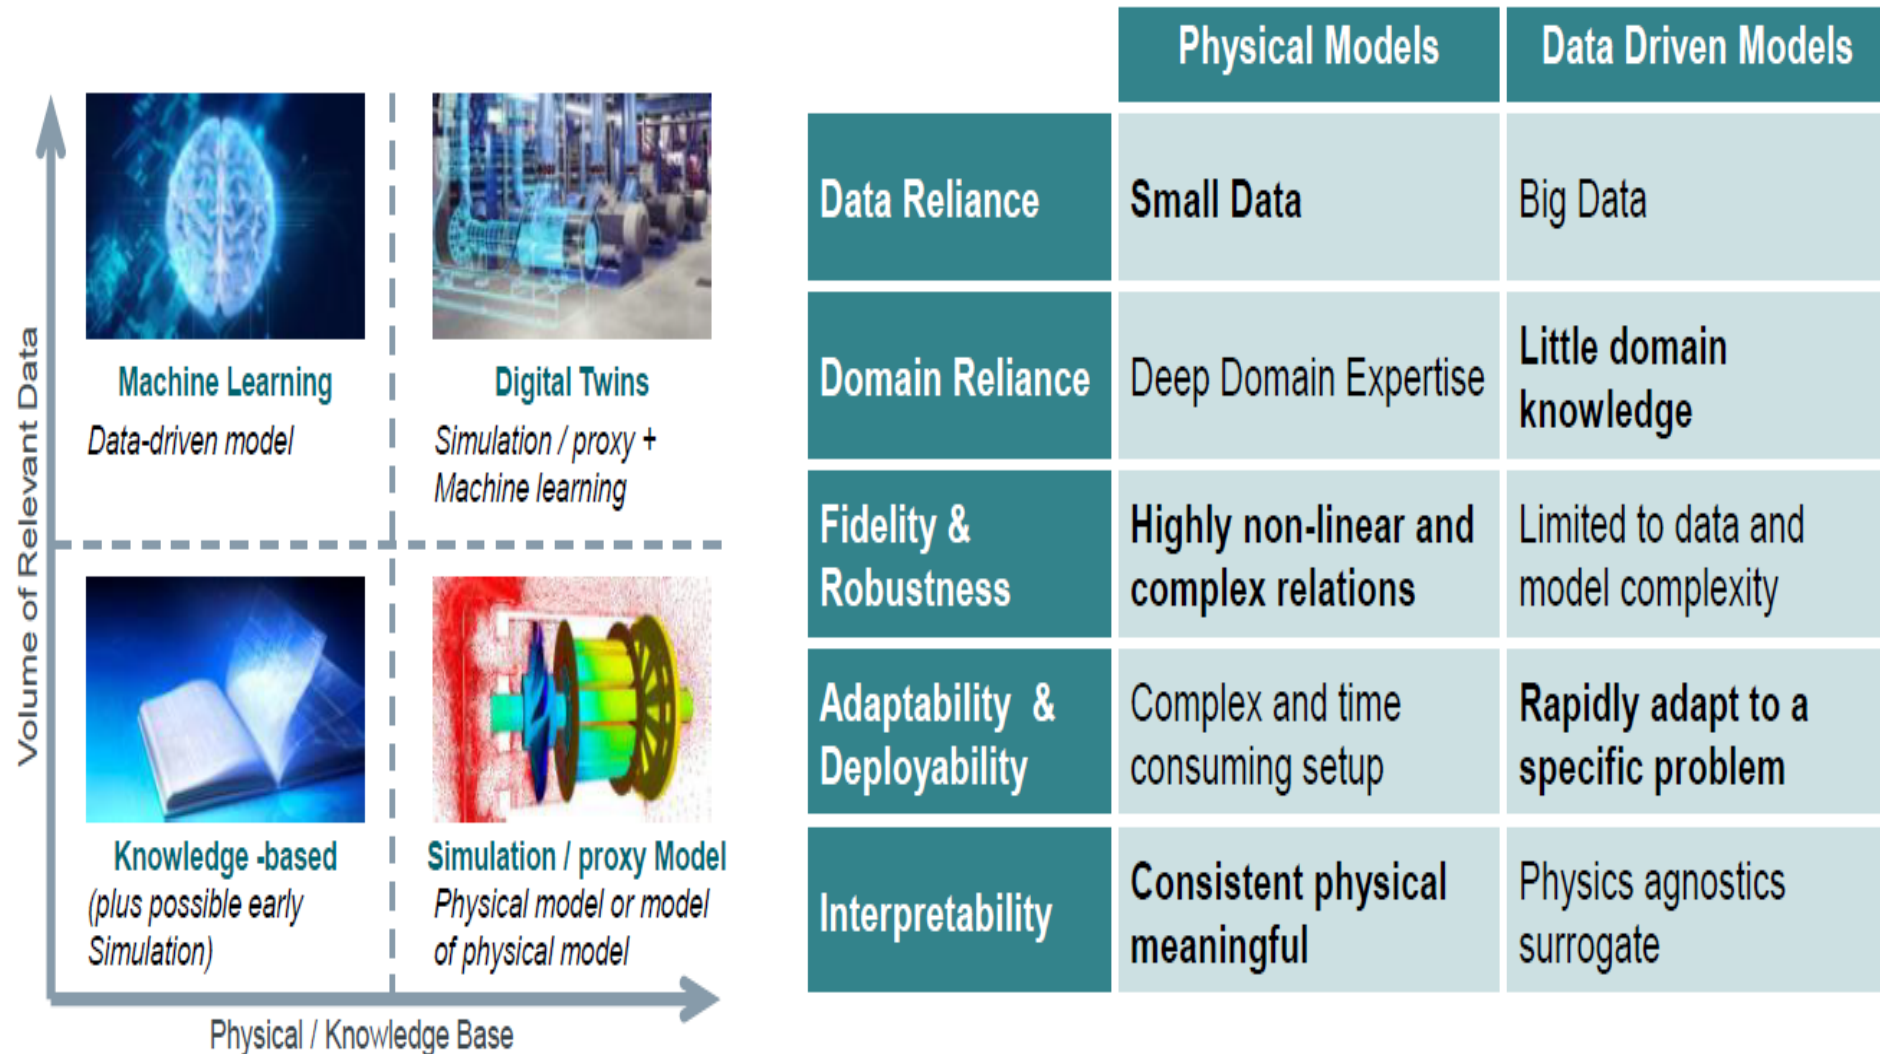 Volume of Relevant Data
Machine Learning
Data-driven model
Digital Twins
Simulation / proxy +
Machine learning
Knowledge -based
(plus possible early
Simulation)
Simulation / proxy Model
Physical model or model
of physical model
Physical / Knowledge Base
Physical Models
Data Driven Models
Data Reliance
Small Data
Big Data
Domain Reliance
Deep Domain Expertise
Little domain
knowledge
Fidelity &
Robustness
Highly non-linear and
complex relations
Limited to data and
model complexity
Adaptability &
Deployability
Complex and time
consuming setup
Rapidly adapt to a
specific problem
Interpretability
Consistent physical
meaningful
Physics agnostics
surrogate